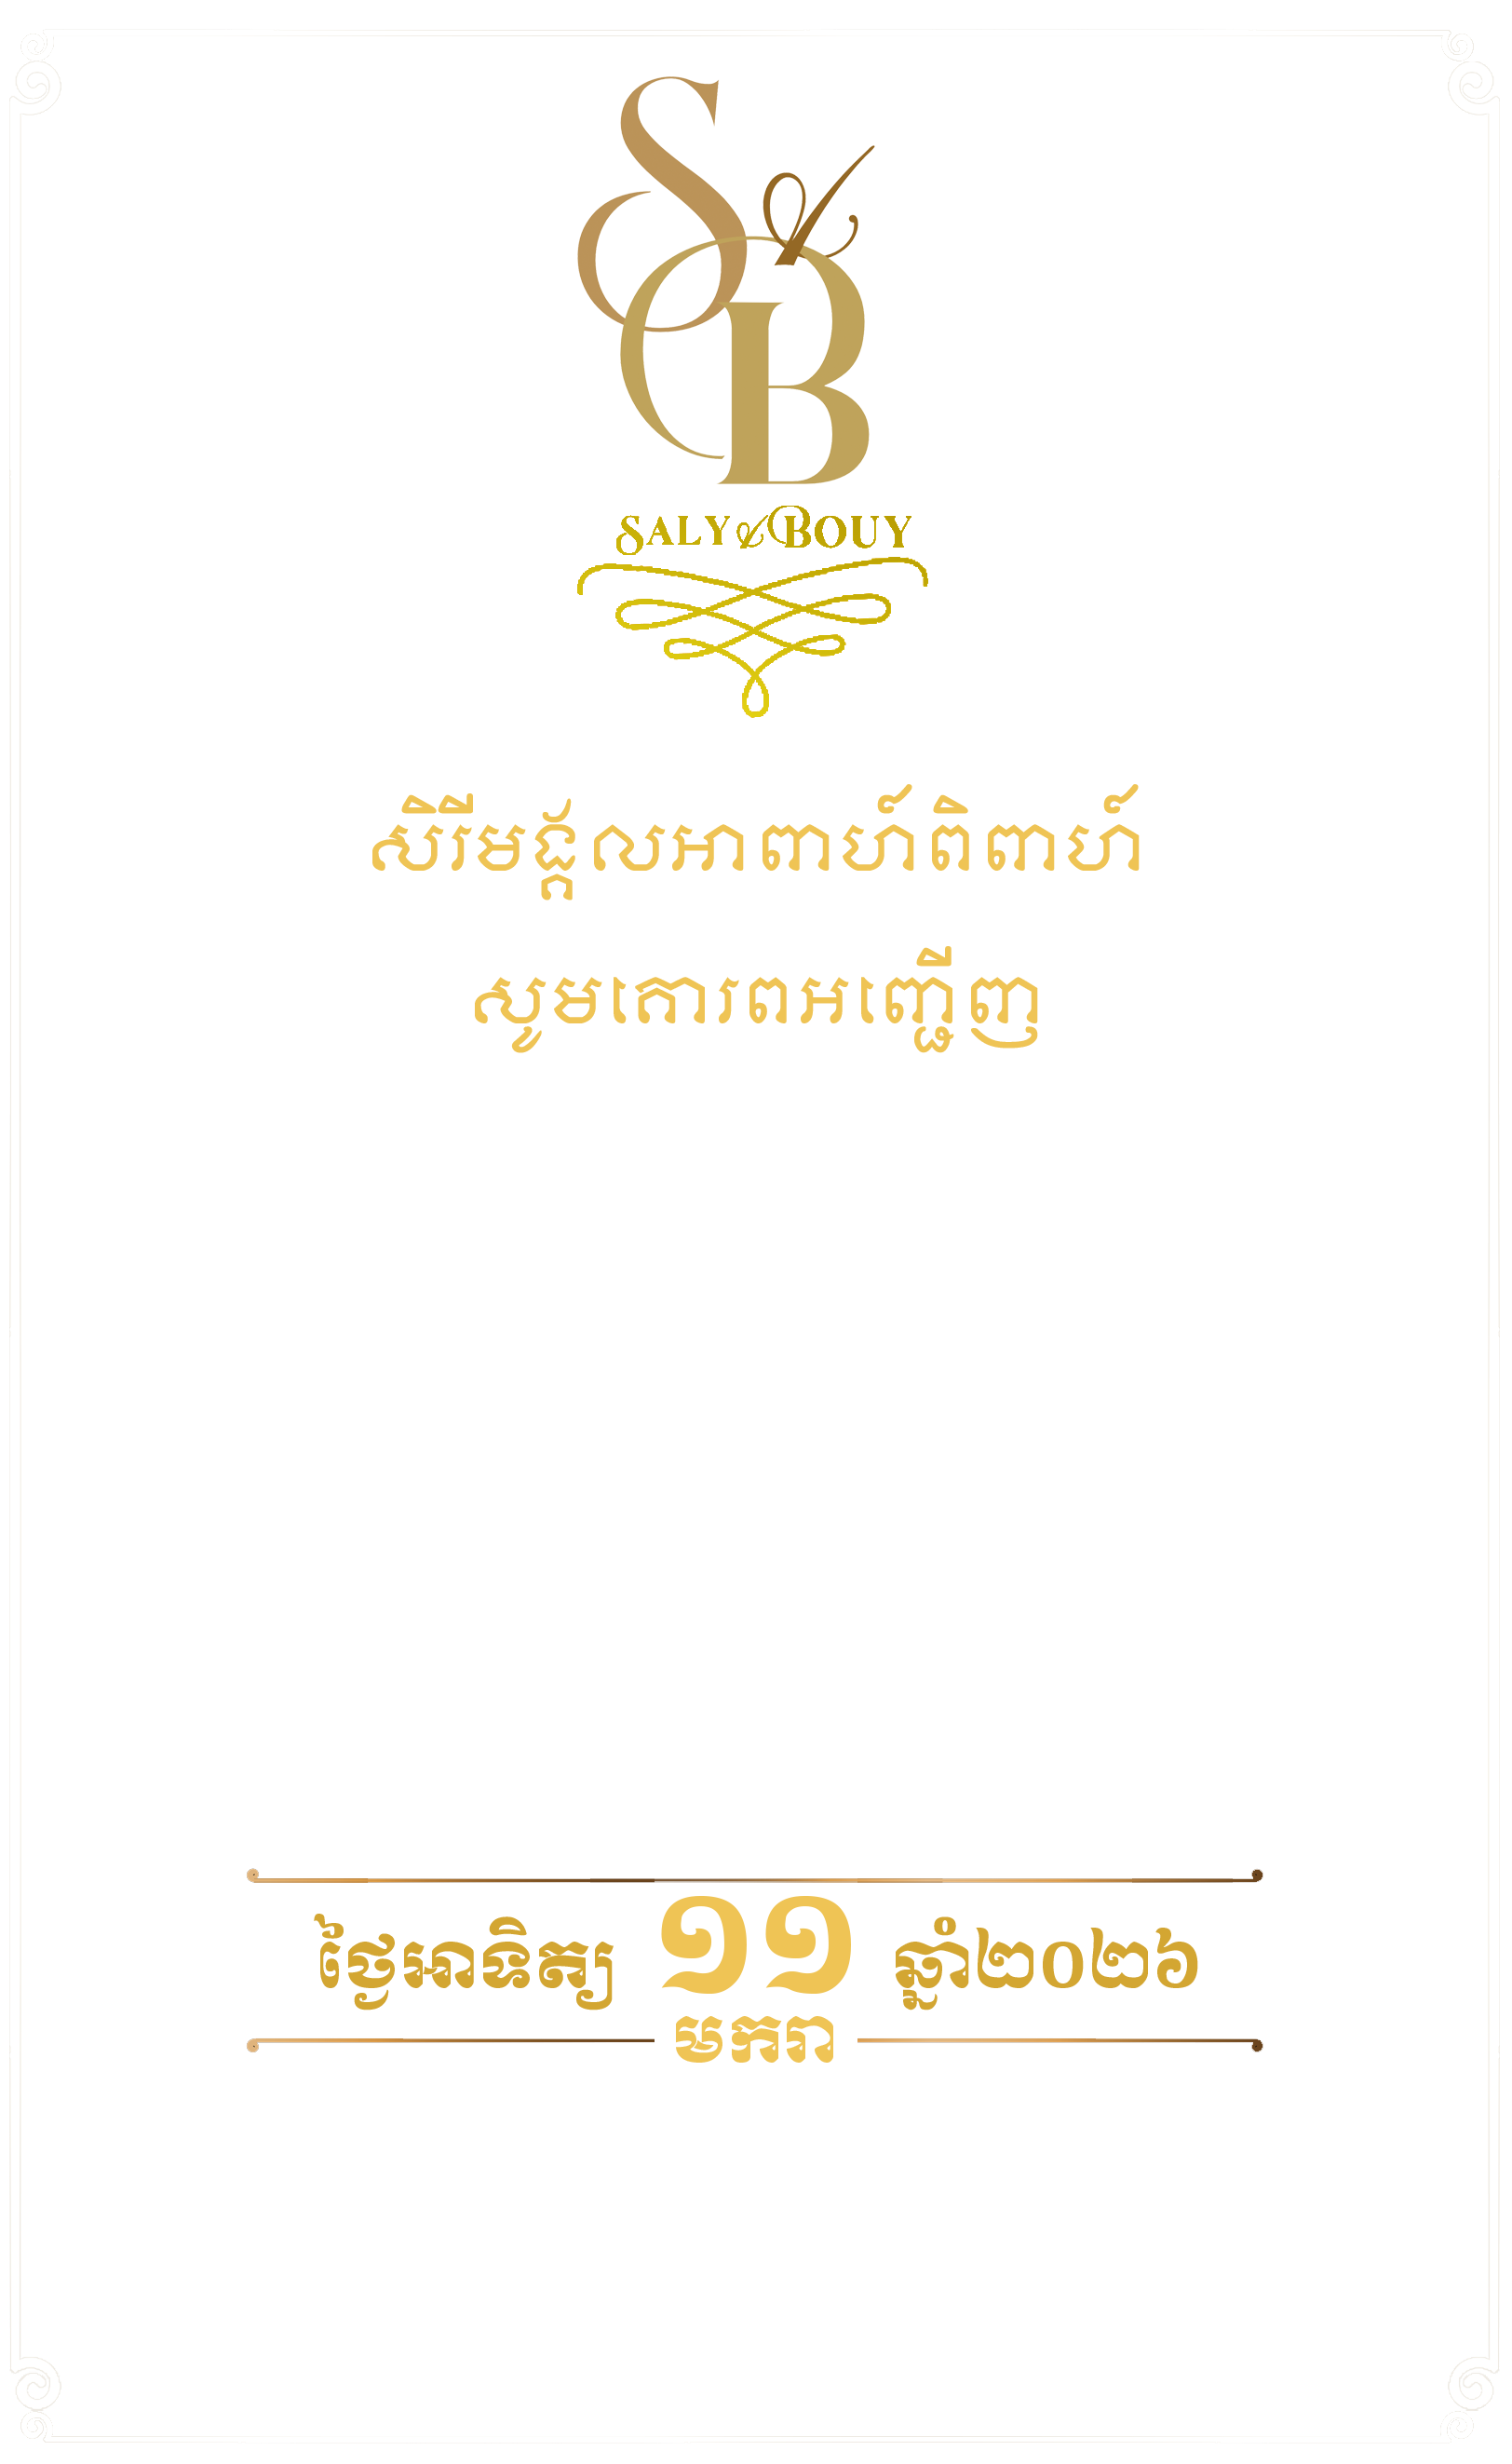 S & B
SALY & BOUY
សិរីមង្គលអាពាហ៍ពិពាហ៍
សូមគោរពអញ្ជើញ
ថ្ងៃអាទិត្យ ១១ ឆ្នាំ២០២៦
មករា